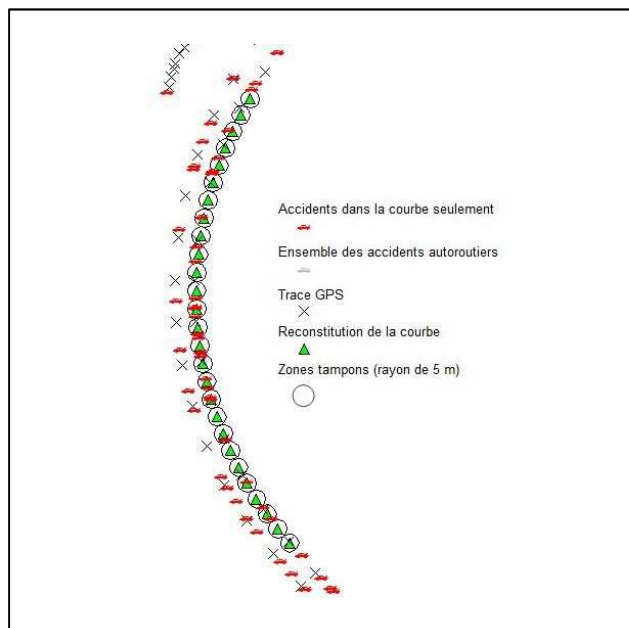 Accidents dans la courbe seulement
Ensemble des accidents autoroutiers
Trace GPS
Reconstitution de la courbe
Zones tampons (rayon de 5 m)